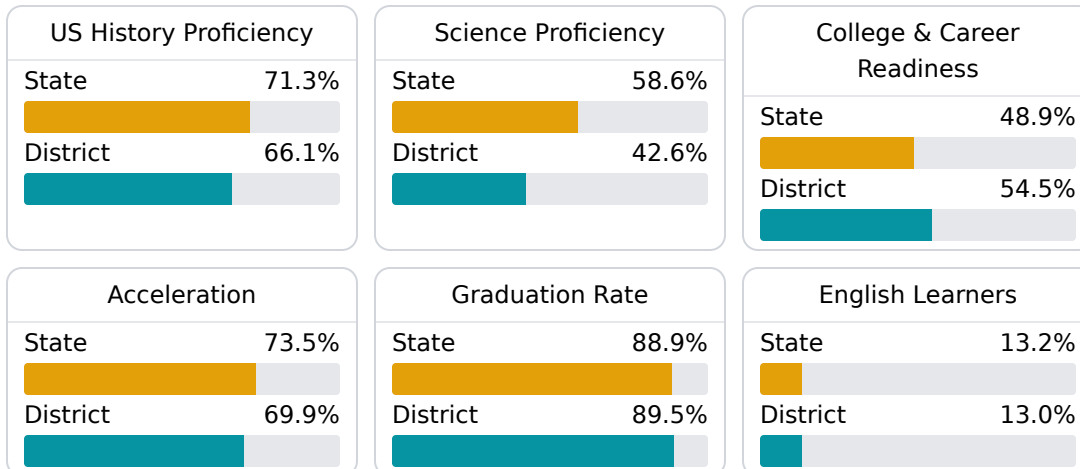 US History Proficiency
State 71.3%
District 66.1%
Science Proficiency
State 58.6%
District 42.6%
College & Career
Readiness
State 48.9%
District 54.5%
Acceleration
State 73.5%
District 69.9%
Graduation Rate
State 88.9%
District 89.5%
English Learners
State 13.2%
District 13.0%